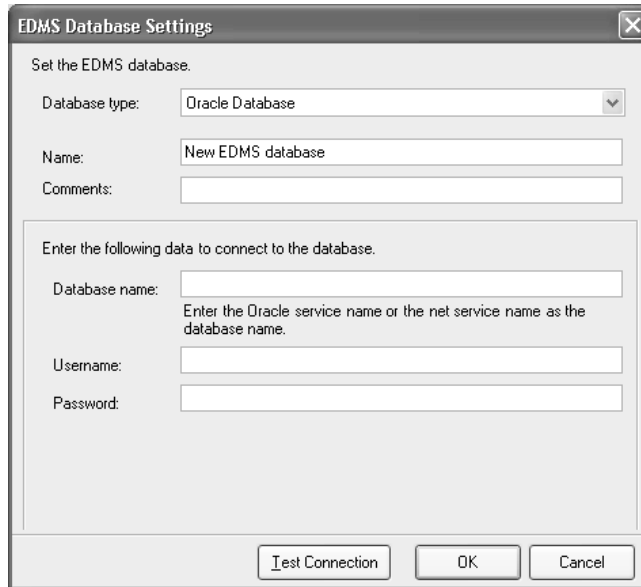 EDMS Database Settings
Set the EDMS database.
Database type: Oracle Database
Name: New EDMS database
Comments:
Enter the following data to connect to the database.
Database name:
Enter the Oracle service name or the net service name as the
database name.
Username:
Password:
Test Connection OK Cancel